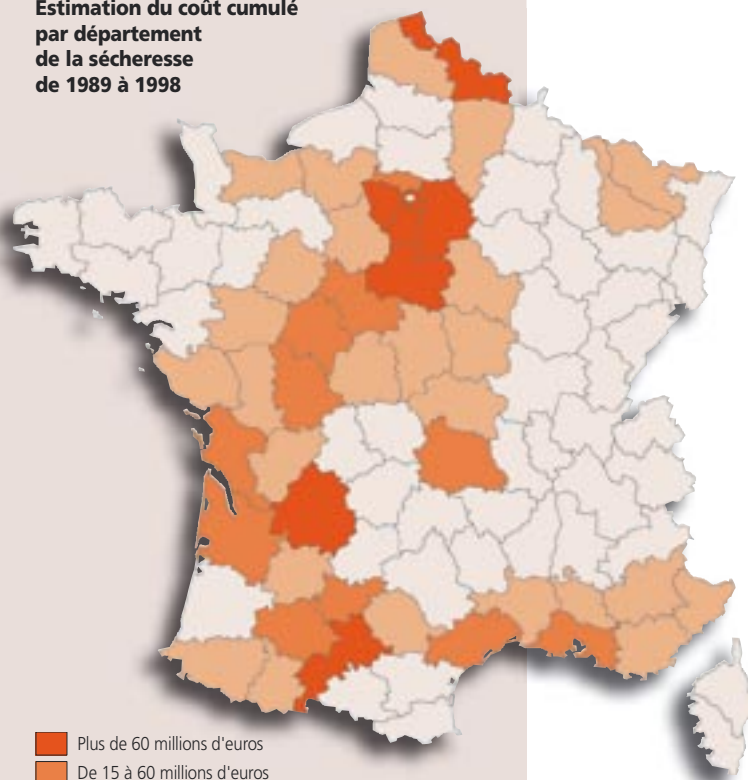 Estimation du coût cumulé
par département
de la sécheresse
de 1989 à 1998
Plus de 60 millions d'euros
De 15 à 60 millions d'euros